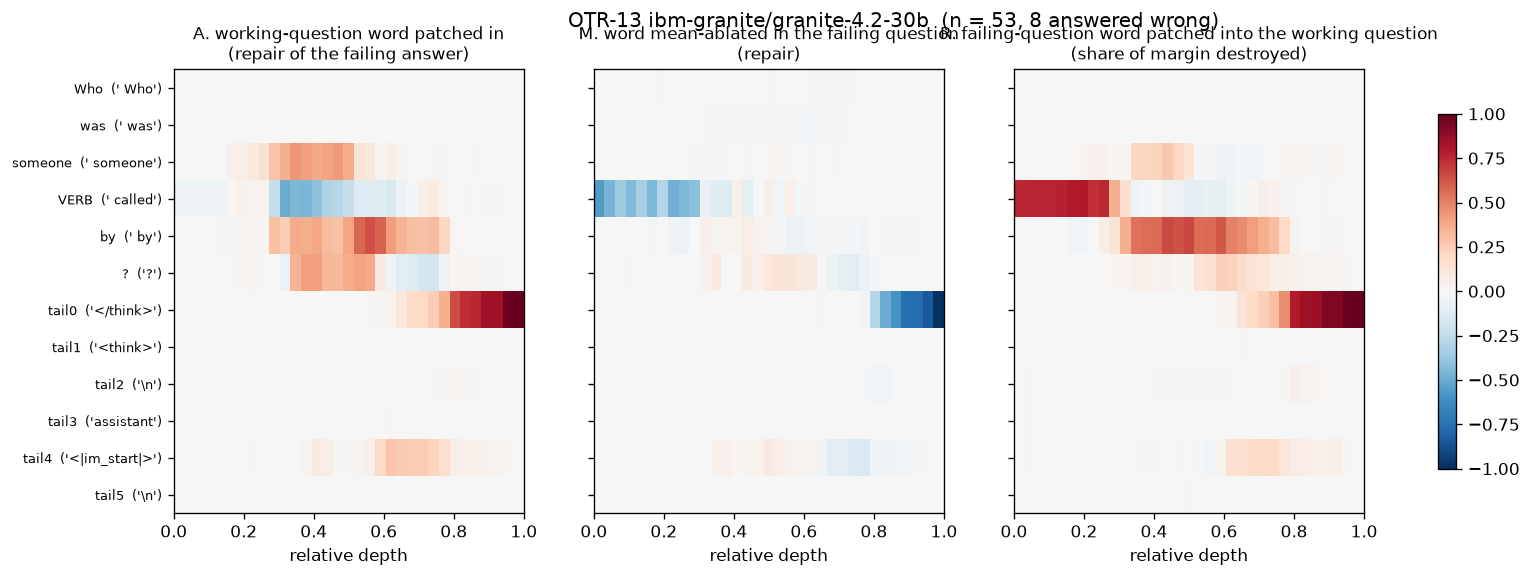 OTR-13 ibm-granite/granite-4.2-30b (n = 53, 8 answered wrong)
A. working-question word patched in
(repair of the failing answer)
M. word mean-ablated in the failing question
(repair)
R. failing-question word patched into the working question
(share of margin destroyed)
Who (' Who')
was (' was')
someone (' someone')
VERB (' called')
by (' by')
? ('?')
tail0 ('</think>')
tail1 ('<think>')
tail2 ('\n')
tail3 ('assistant')
tail4 ('<|im_start|>')
tail5 ('\n')
0.0 0.2 0.4 0.6 0.8 1.0
relative depth
0.0 0.2 0.4 0.6 0.8 1.0
relative depth
0.0 0.2 0.4 0.6 0.8 1.0
relative depth
1.00
0.75
0.50
0.25
0.00
−0.25
−0.50
−0.75
−1.00